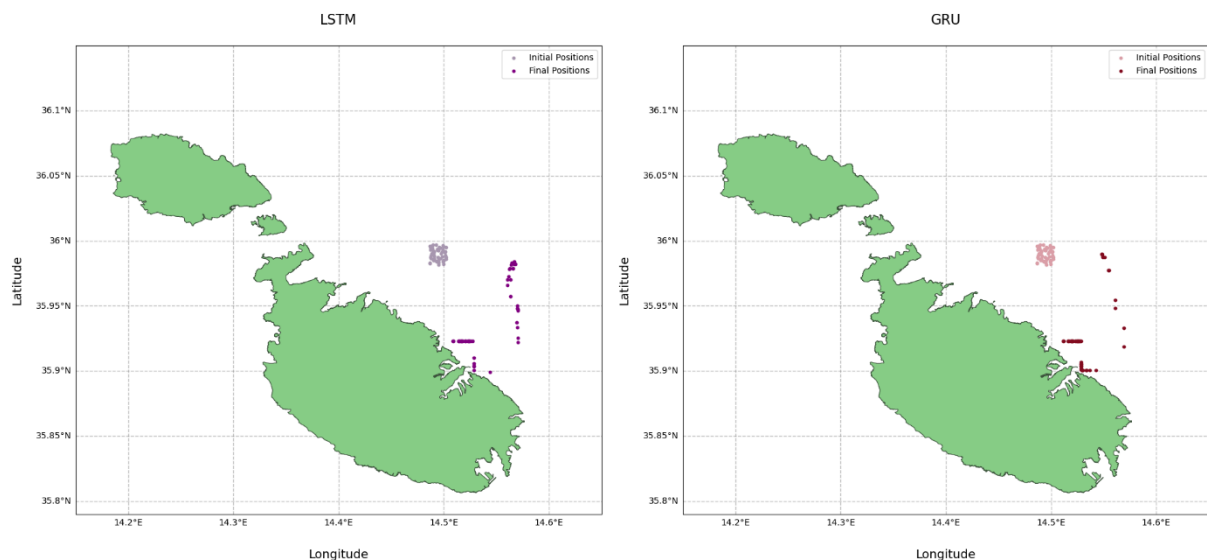 LSTM
Initial Positions
Final Positions
36.1°N
36.05°N
36°N
35.95°N
35.9°N
35.85°N
35.8°N
Latitude
14.2°E
14.3°E
14.4°E
14.5°E
14.6°E
Longitude
GRU
Initial Positions
Final Positions
36.1°N
36.05°N
36°N
35.95°N
35.9°N
35.85°N
35.8°N
Latitude
14.2°E
14.3°E
14.4°E
14.5°E
14.6°E
Longitude